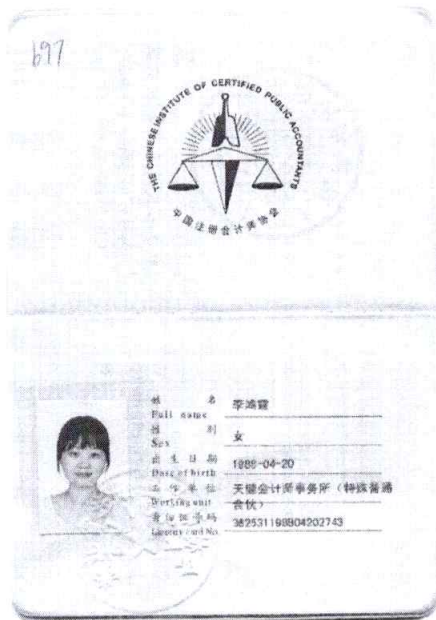 697
THE CHINESE INSTITUTE OF CERTIFIED PUBLIC ACCOUNTANTS
中国注册会计师协会
姓 名 李鸿霞
Full name
性 别 女
Sex
出 生 日 期 1988-04-20
Date of birth
工 作 单 位 天健会计师事务所(特殊普通
Working unit 合伙)
身份证号码 362531198804202743
Identity card No.